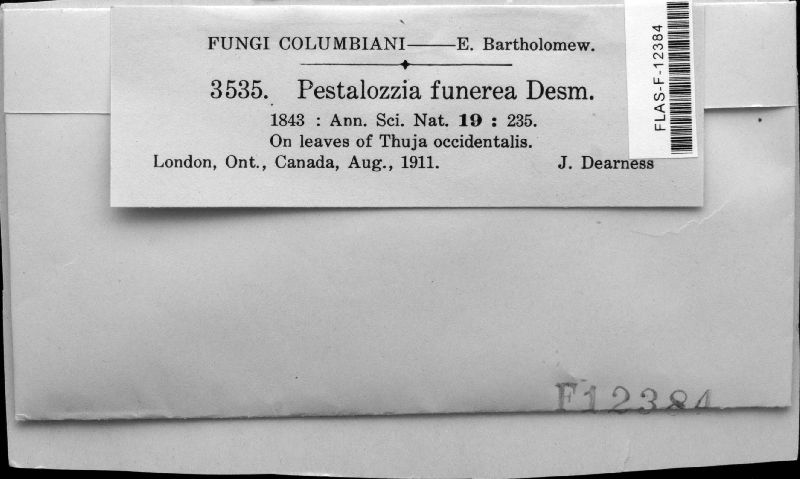 FUNGI COLUMBIANI——E. Bartholomew.
3535. Pestalozzia funerea Desm.
1843 : Ann. Sci. Nat. 19 : 235.
On leaves of Thuja occidentalis.
London, Ont., Canada, Aug., 1911. J. Dearness
FLAS-F-12384
F12384